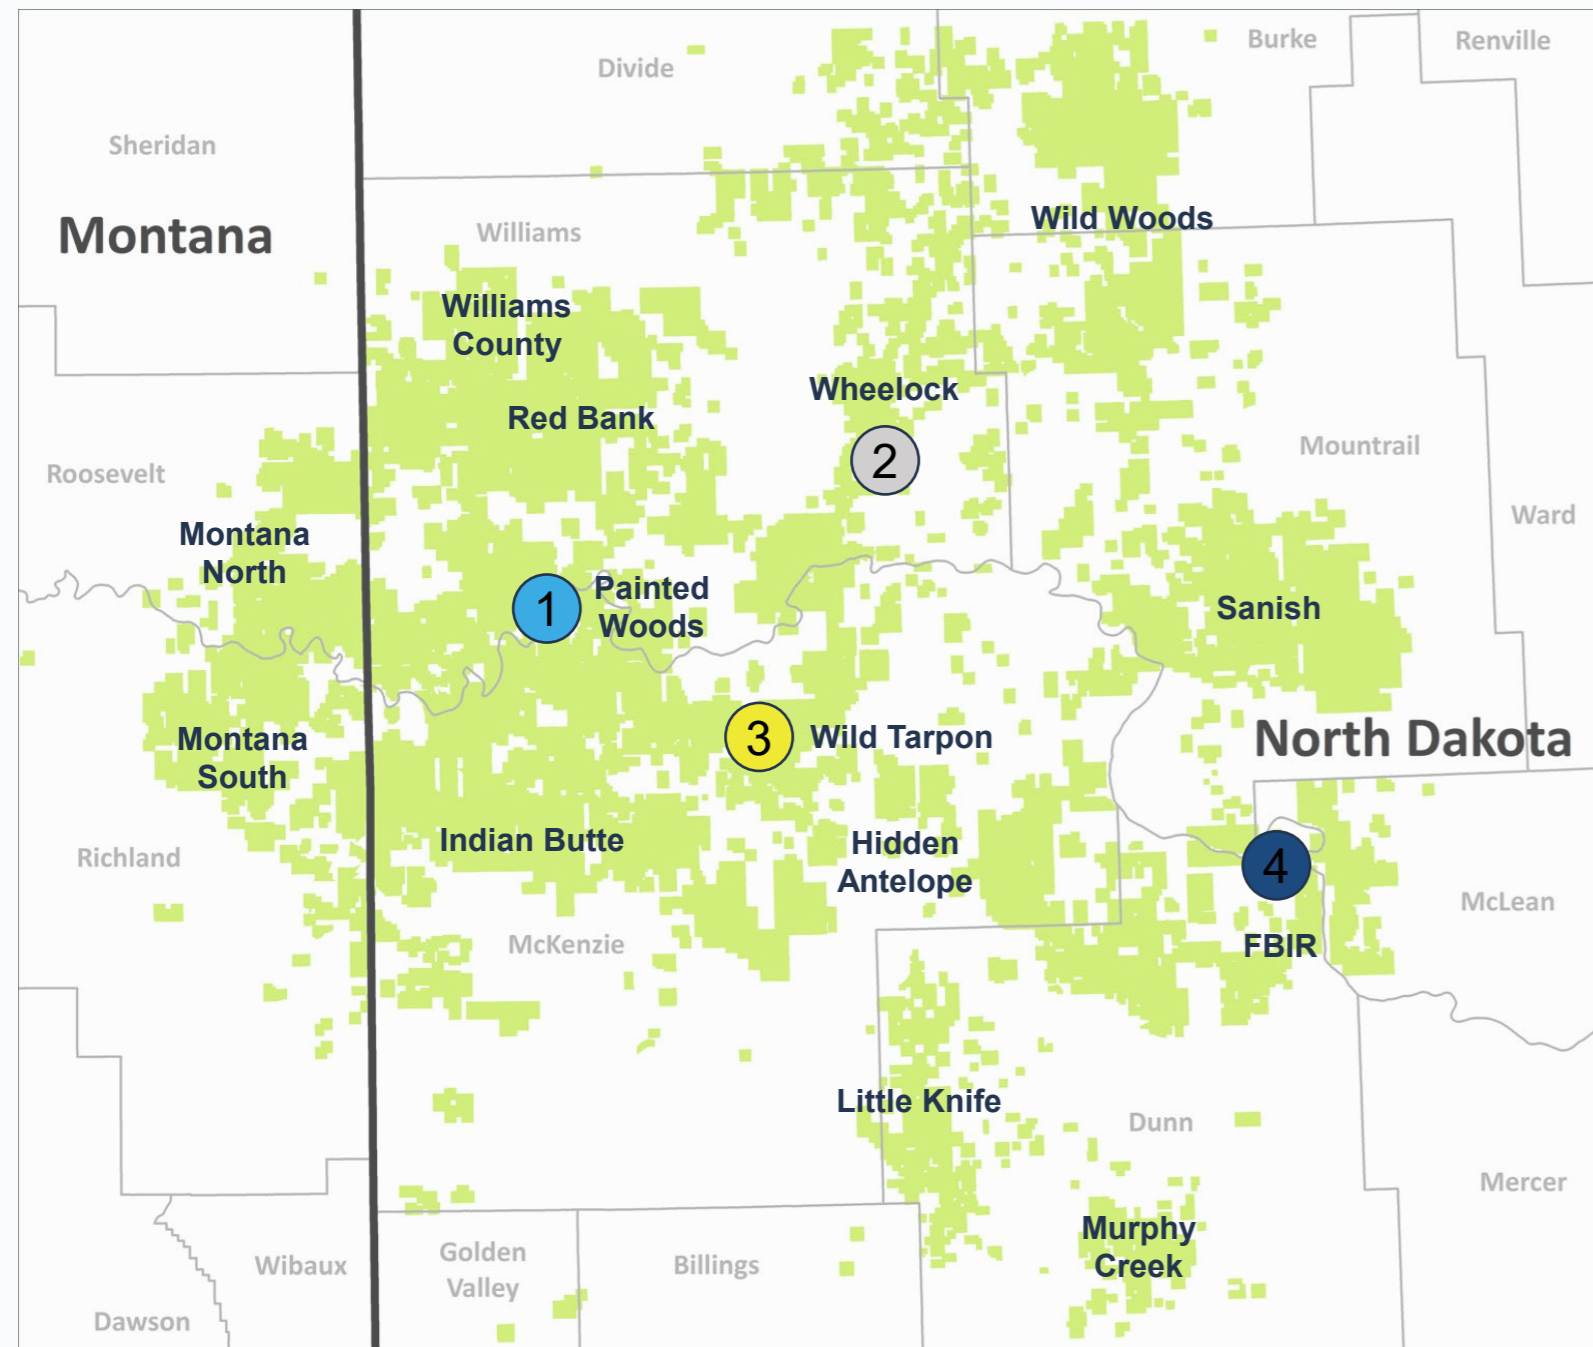 Burke
Renville
Divide
Sheridan
Wild Woods
Montana
Williams
Williams
County
Wheelock
Red Bank
Mountrail
2
Roosevelt
Ward
Montana
North
1
Painted
Woods
Sanish
Montana
South
3
Wild Tarpon
North Dakota
Indian Butte
Hidden
Antelope
Richland
4
McLean
McKenzie
FBIR
Little Knife
Dunn
Mercer
Murphy
Creek
Golden
Valley
Wibaux
Billings
Dawson